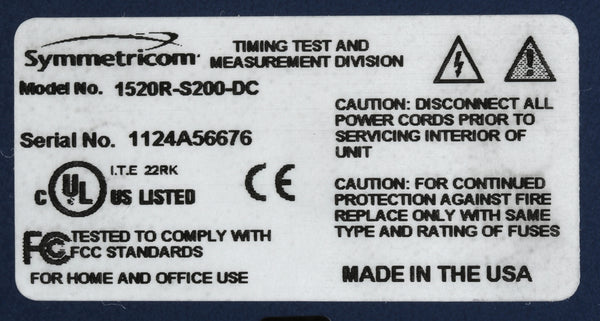 Symmetricom
TIMING TEST AND
MEASUREMENT DIVISION
Model No. 1520R-S200-DC
Serial No. 1124A56676
I.T.E 22RK
C UL US LISTED
CE
FC TESTED TO COMPLY WITH
FCC STANDARDS
FOR HOME AND OFFICE USE
CAUTION: DISCONNECT ALL
POWER CORDS PRIOR TO
SERVICING INTERIOR OF
UNIT
CAUTION: FOR CONTINUED
PROTECTION AGAINST FIRE
REPLACE ONLY WITH SAME
TYPE AND RATING OF FUSES
MADE IN THE USA